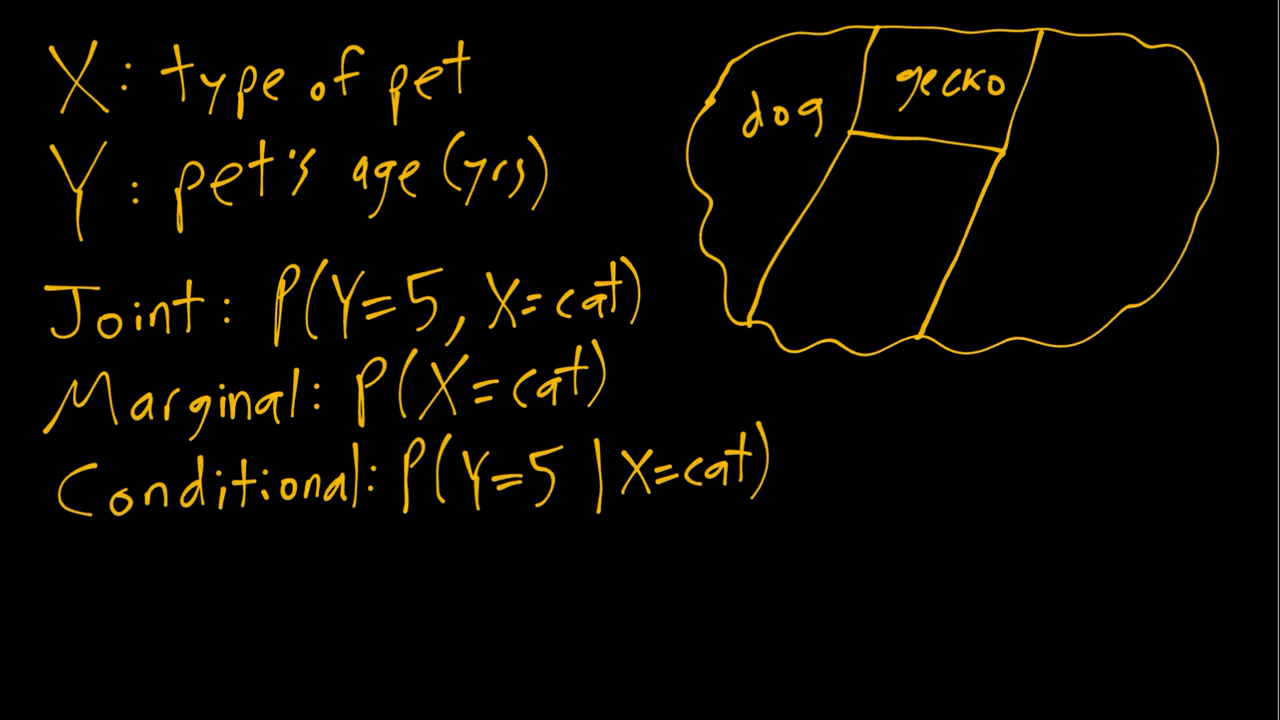 X: type of pet
Y: pet's age (yrs)
Joint: P(Y=5, X=cat)
Marginal: P(X=cat)
Conditional: P(Y=5 | X=cat)
dog
gecko